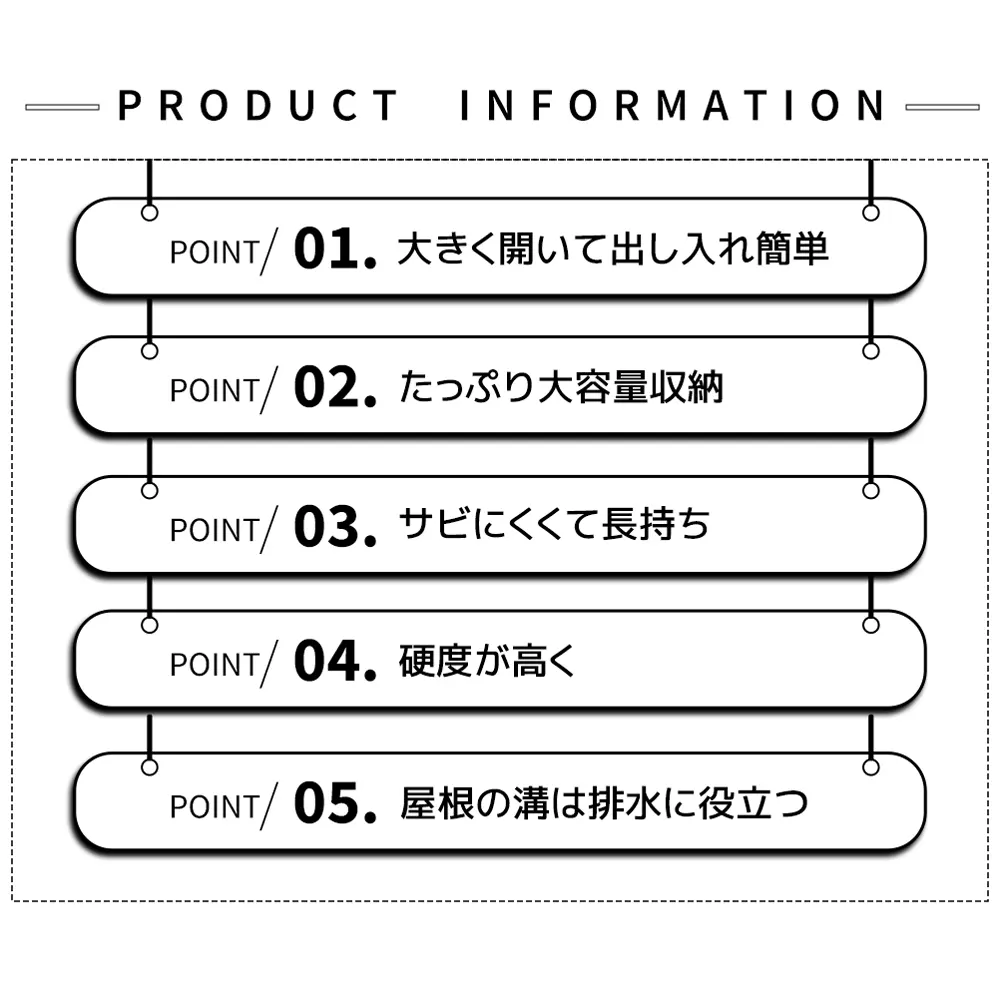 PRODUCT INFORMATION
POINT/ 01. 大きく開いて出し入れ簡単
POINT/ 02. たっぷり大容量収納
POINT/ 03. サビにくくて長持ち
POINT/ 04. 硬度が高く
POINT/ 05. 屋根の溝は排水に役立つ